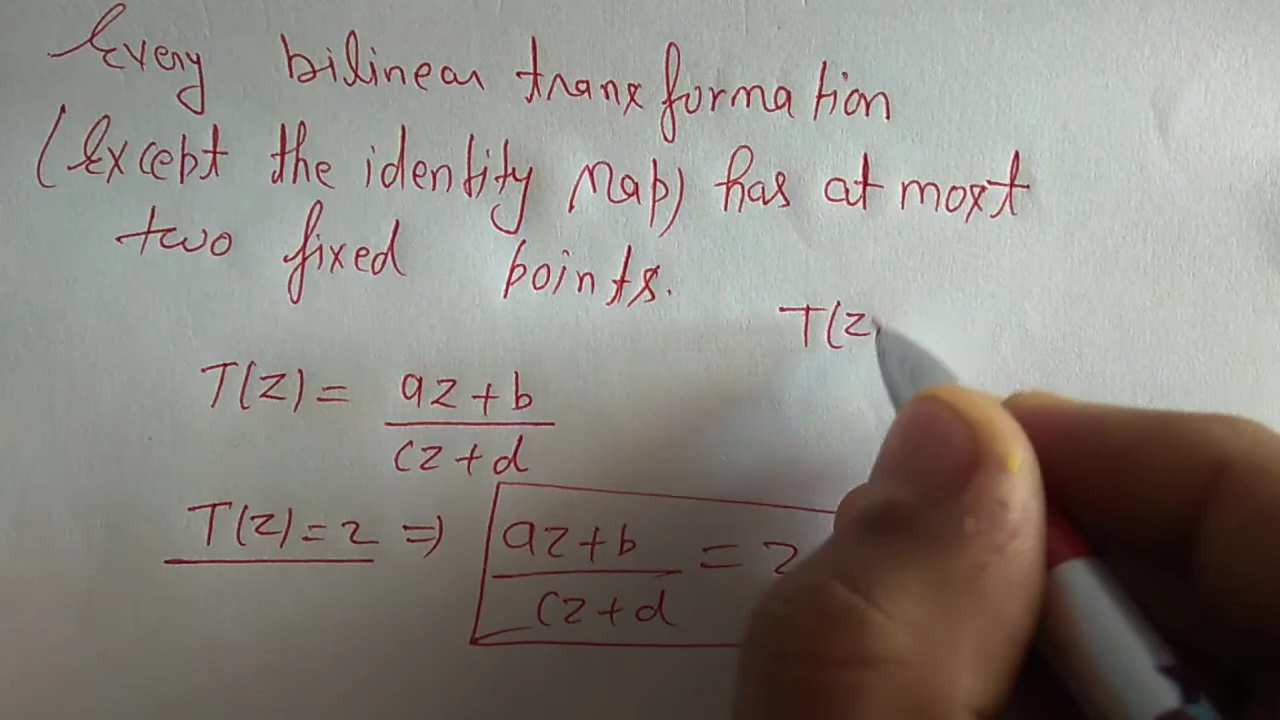 Every bilinear transformation
(Except the identity Map) has at most
two fixed points.
T(z)
T(z) = az+b
cz+d
T(z)=z ⇒ az+b = z
cz+d